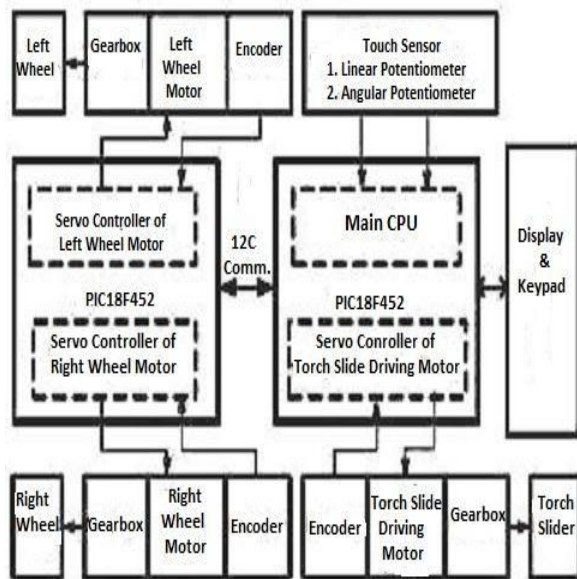 Left
Wheel
Gearbox
Left
Wheel
Motor
Encoder
Touch Sensor
1. Linear Potentiometer
2. Angular Potentiometer
Servo Controller of
Left Wheel Motor
PIC18F452
Servo Controller of
Right Wheel Motor
12C
Comm.
Main CPU
PIC18F452
Servo Conroller of
Torch Slide Driving Motor
Display
&
Keypad
Right
Wheel
Gearbox
Right
Wheel
Motor
Encoder
Encoder
Torch Slide
Driving
Motor
Gearbox
Torch
Slider